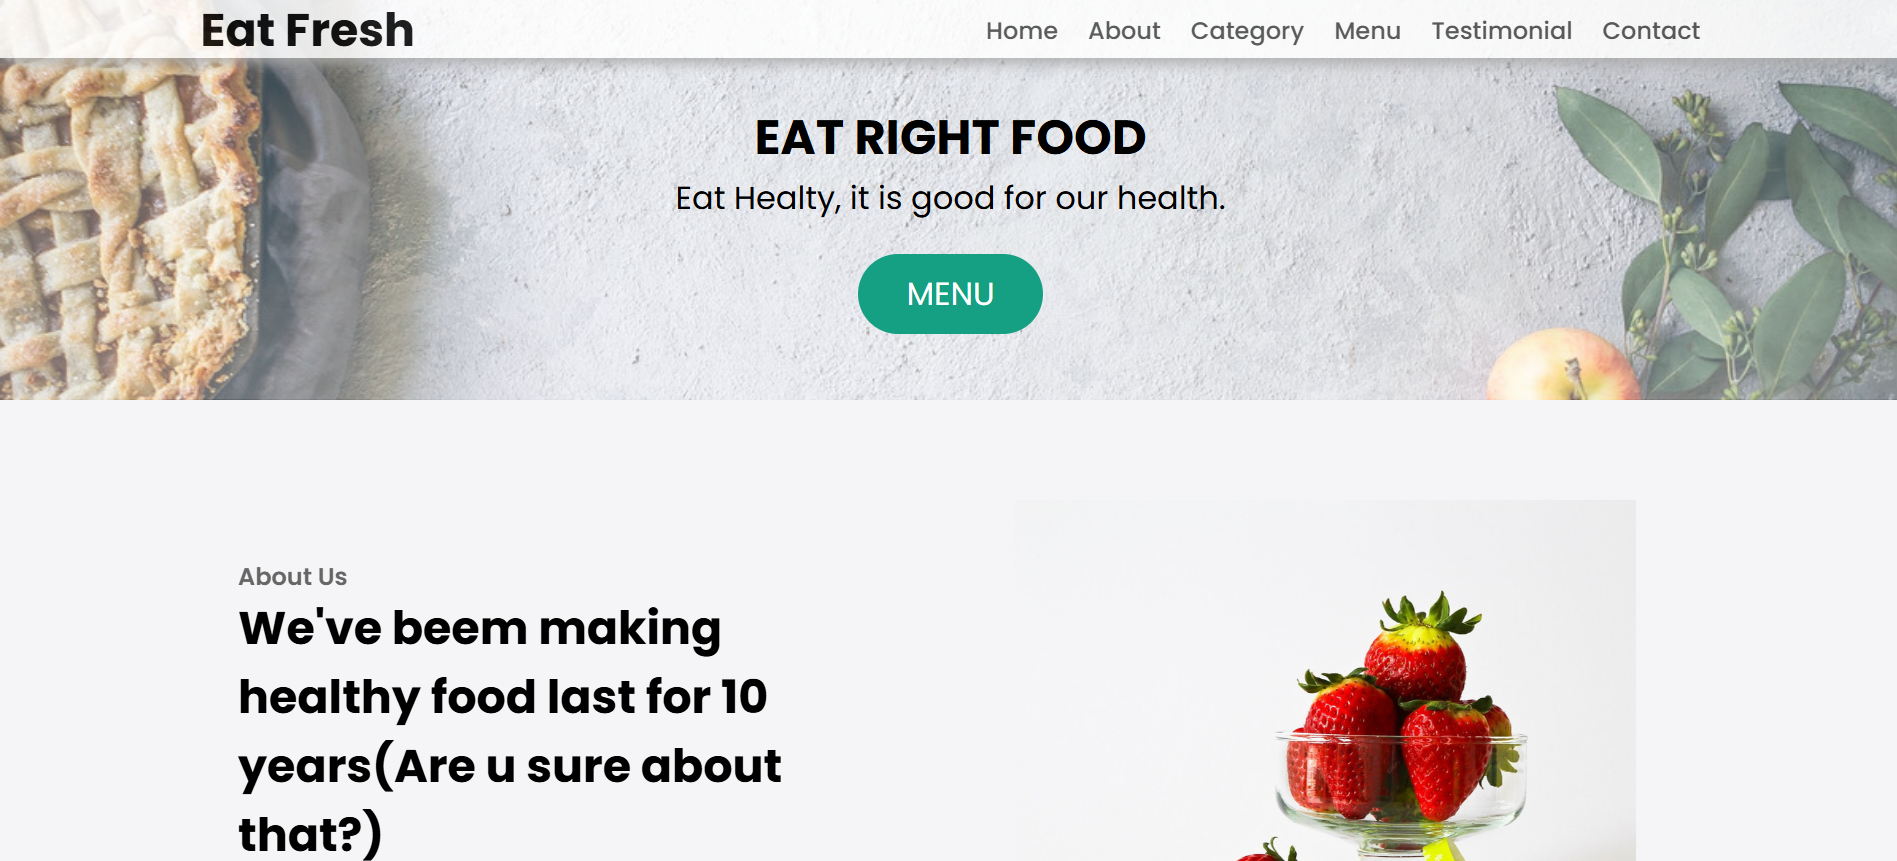 Eat Fresh
Home About Category Menu Testimonial Contact
EAT RIGHT FOOD
Eat Healty, it is good for our health.
MENU
About Us
We've beem making
healthy food last for 10
years(Are u sure about
that?)